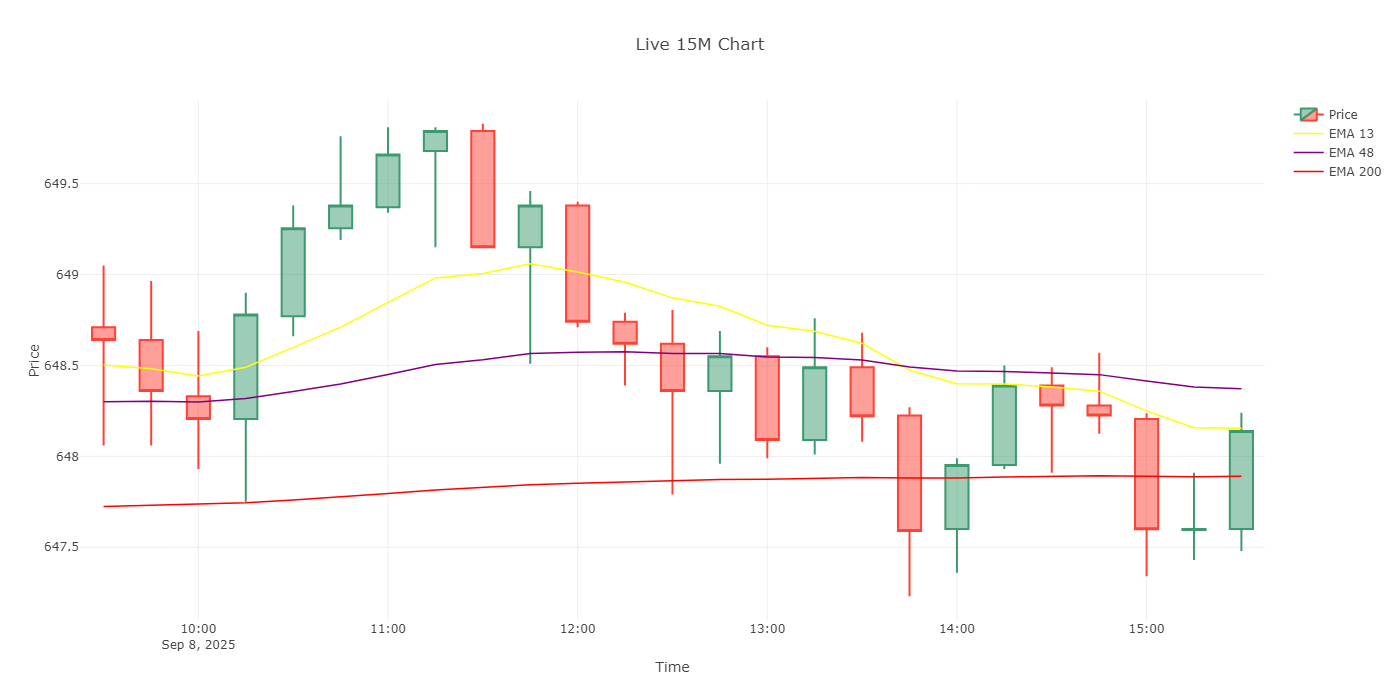 Live 15M Chart
Price
EMA 13
EMA 48
EMA 200
649.5
649
648.5
648
647.5
Price
10:00
11:00
12:00
13:00
14:00
15:00
Sep 8, 2025
Time